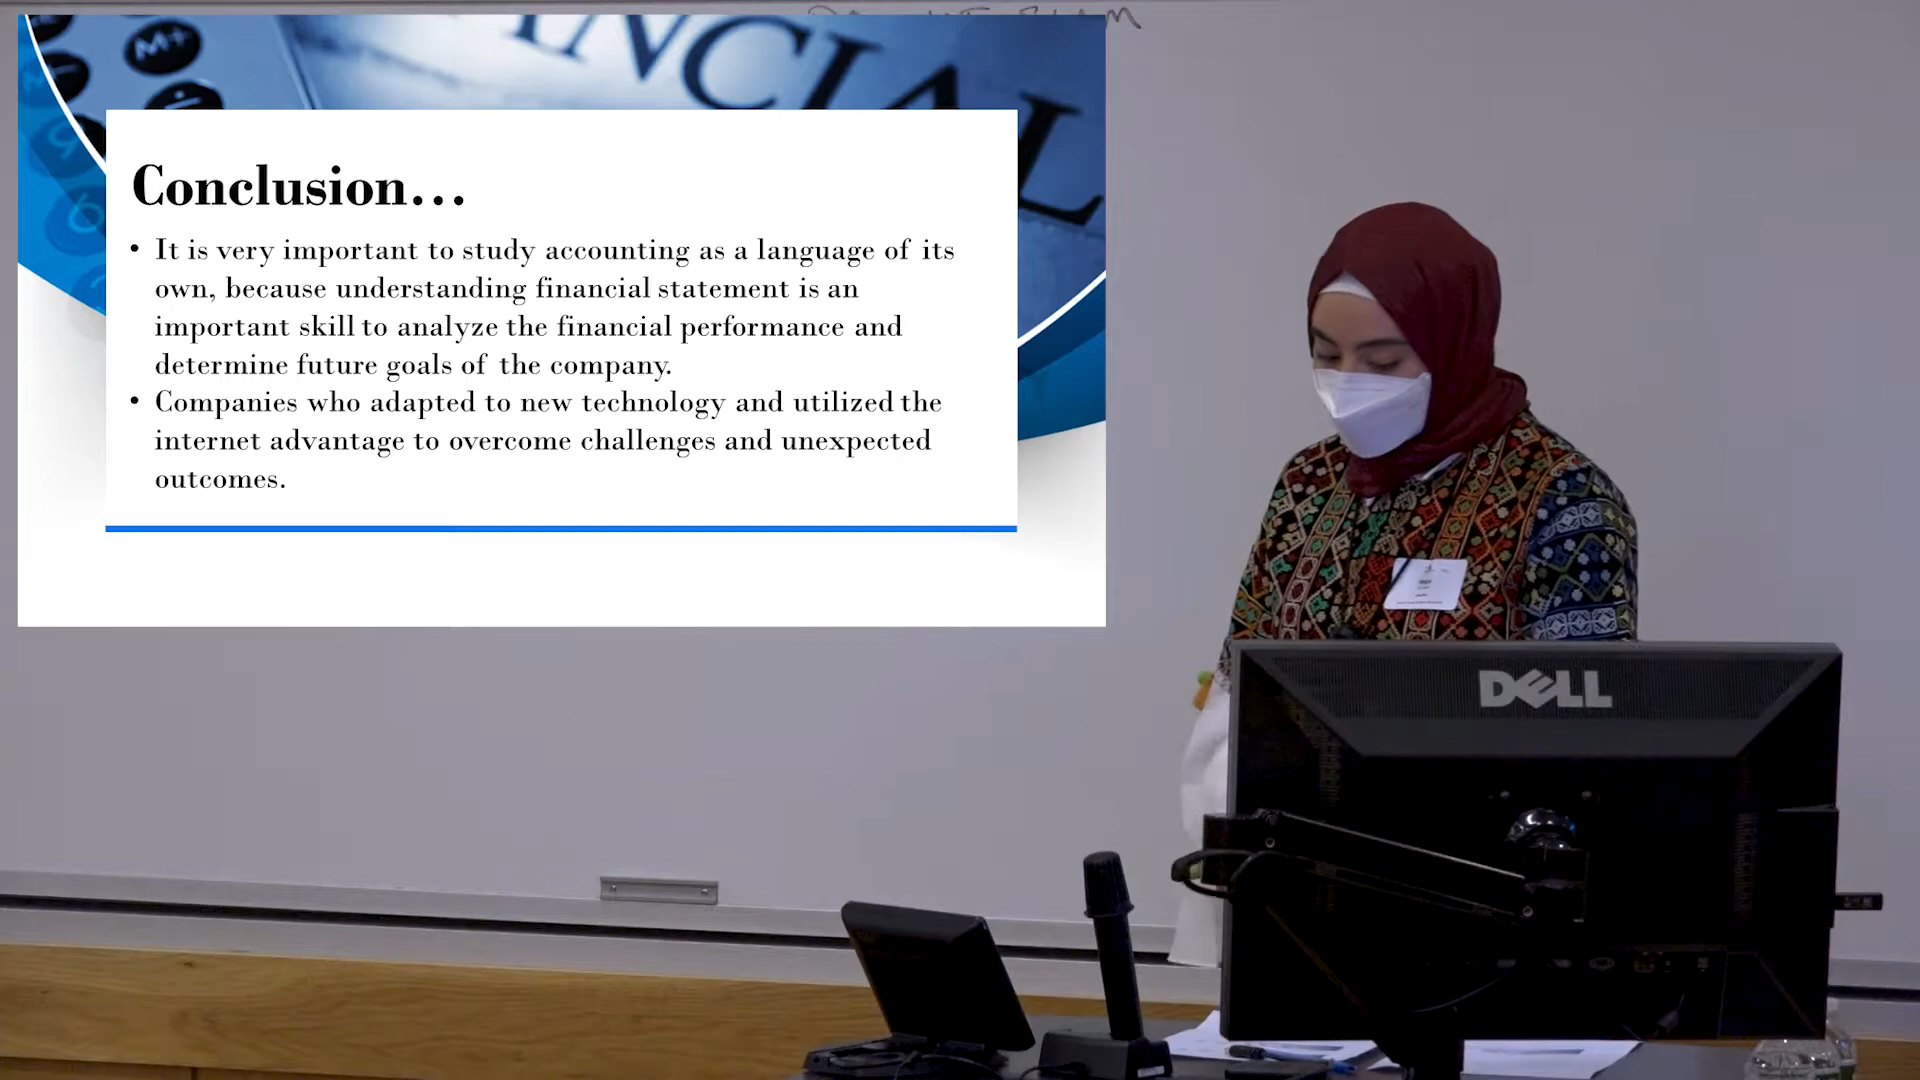 M+
9
6
NCIAL
Conclusion...
• It is very important to study accounting as a language of its
own, because understanding financial statement is an
important skill to analyze the financial performance and
determine future goals of the company.
• Companies who adapted to new technology and utilized the
internet advantage to overcome challenges and unexpected
outcomes.
DELL